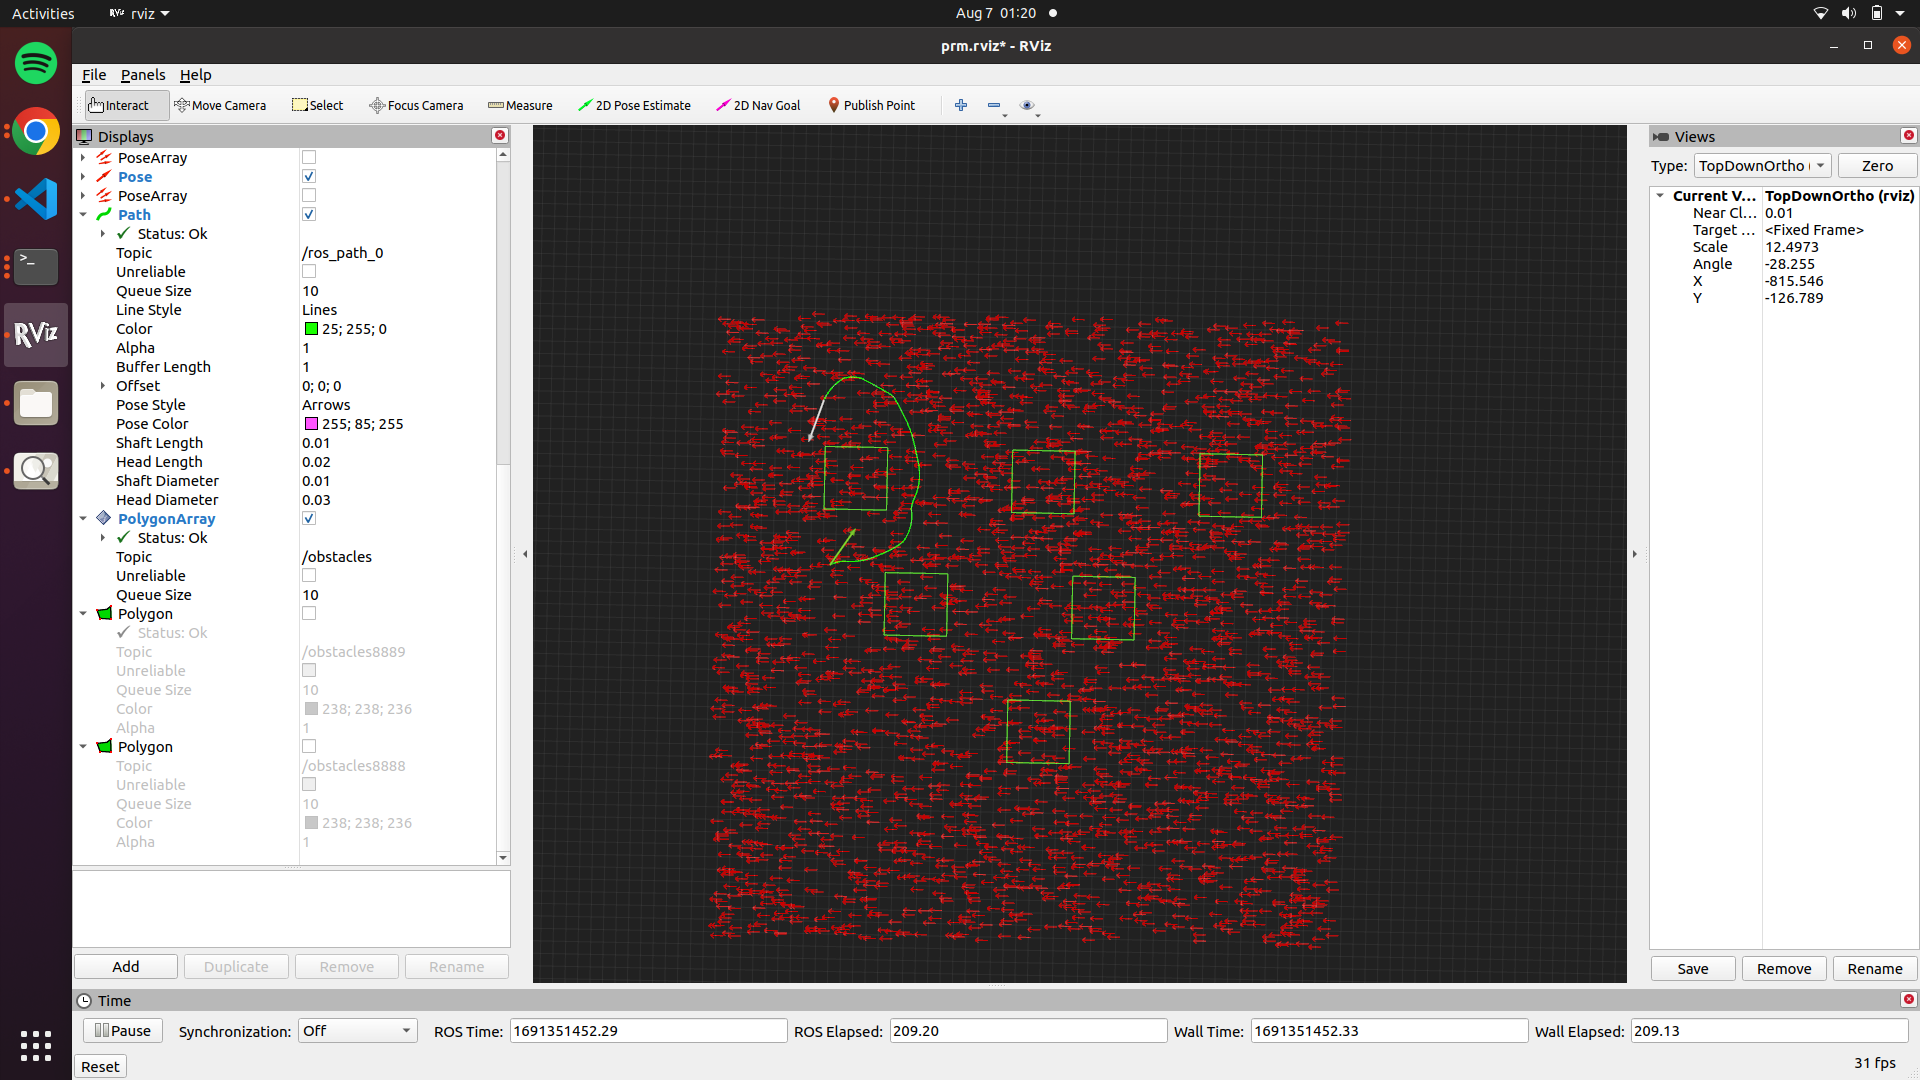 Activities
RViz rviz
Aug 7 01:20
prm.rviz* - RViz
File Panels Help
Interact Move Camera Select Focus Camera Measure 2D Pose Estimate 2D Nav Goal Publish Point
Displays
PoseArray
Pose
PoseArray
Path
Status: Ok
Topic /ros_path_0
Unreliable
Queue Size 10
Line Style Lines
Color 25; 255; 0
Alpha 1
Buffer Length 1
Offset 0; 0; 0
Pose Style Arrows
Pose Color 255; 85; 255
Shaft Length 0.01
Head Length 0.02
Shaft Diameter 0.01
Head Diameter 0.03
PolygonArray
Status: Ok
Topic /obstacles
Unreliable
Queue Size 10
Polygon
Status: Ok
Topic /obstacles8889
Unreliable
Queue Size 10
Color 238; 238; 236
Alpha 1
Polygon
Topic /obstacles8888
Unreliable
Queue Size 10
Color 238; 238; 236
Alpha 1
Add Duplicate Remove Rename
RViz
Views
Type: TopDownOrtho ( Zero
Current V... TopDownOrtho (rviz)
Near Cl... 0.01
Target ... <Fixed Frame>
Scale 12.4973
Angle -28.255
X -815.546
Y -126.789
Save Remove Rename
Time
Pause Synchronization: Off ROS Time: 1691351452.29 ROS Elapsed: 209.20 Wall Time: 1691351452.33 Wall Elapsed: 209.13
Reset 31 fps